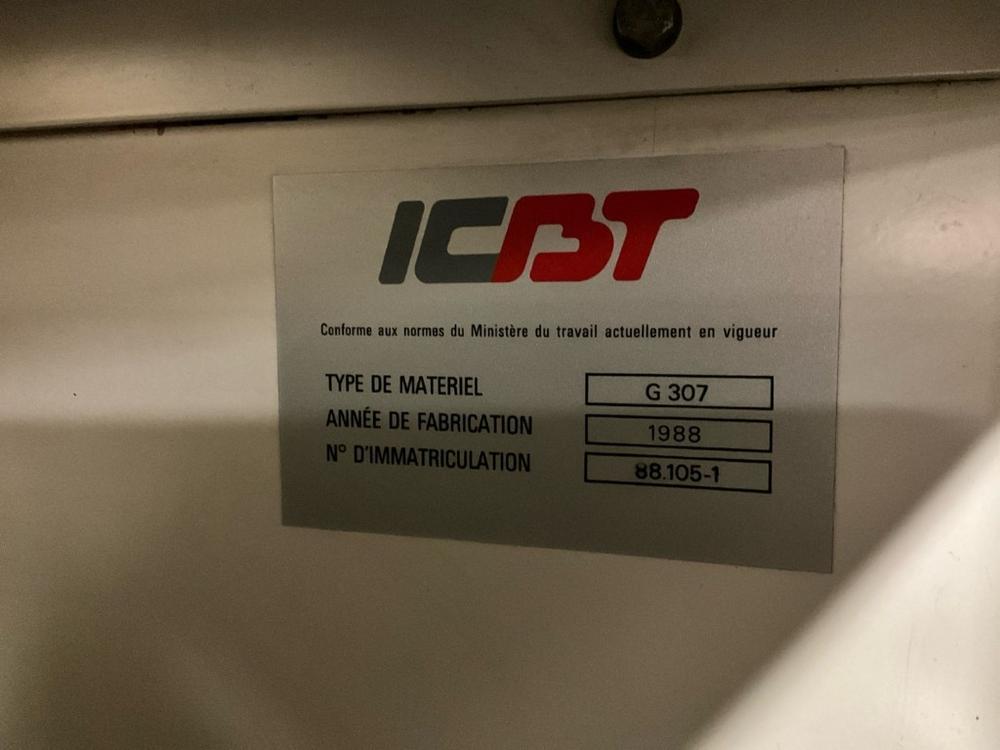 ICBT
Conforme aux normes du Ministère du travail actuellement en vigueur
TYPE DE MATERIEL G 307
ANNÉE DE FABRICATION 1988
N° D'IMMATRICULATION 88.105-1